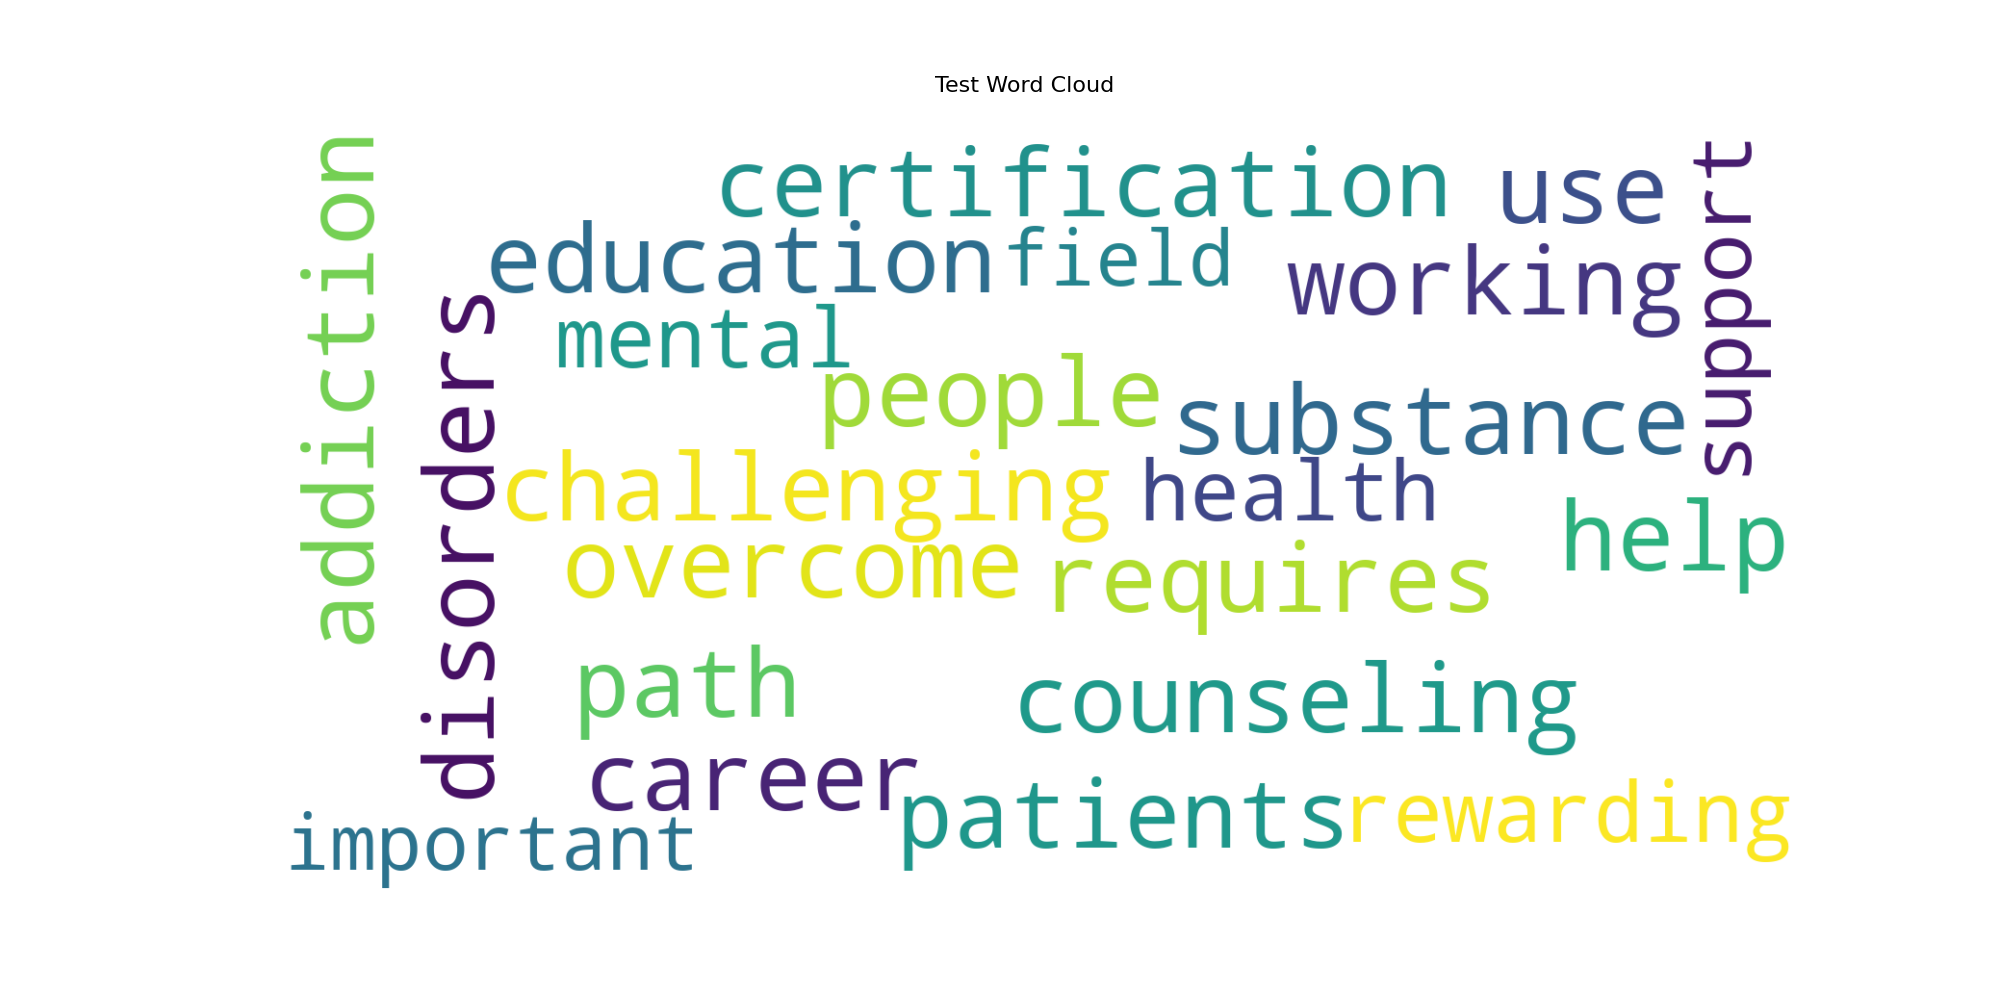 Test Word Cloud
addiction
certification
use
support
education
field
working
disorders
mental
people
substance
challenging
health
help
overcome
requires
path
counseling
career
patients
rewarding
important